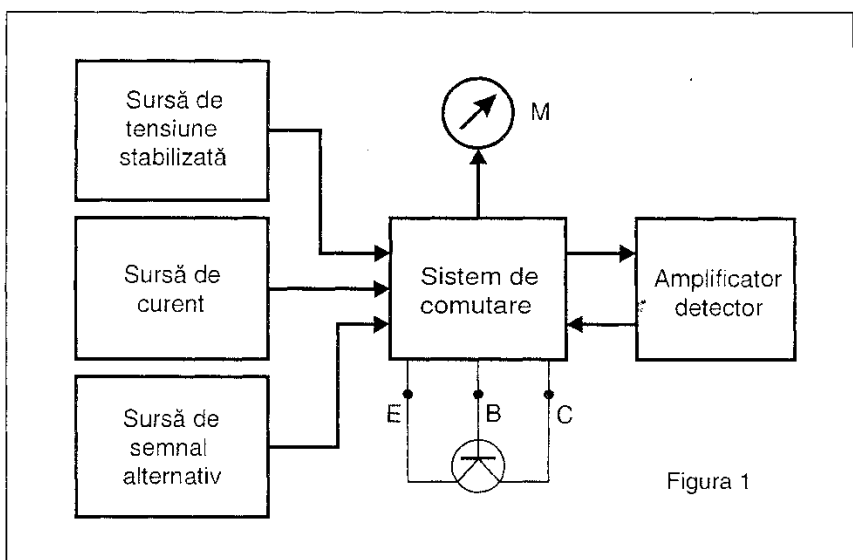 Sursă de
tensiune
stabilizată
M
Sursă de
curent
Sistem de
comutare
Amplificator
detector
Sursă de
semnal
alternativ
E
B
C
Figura 1